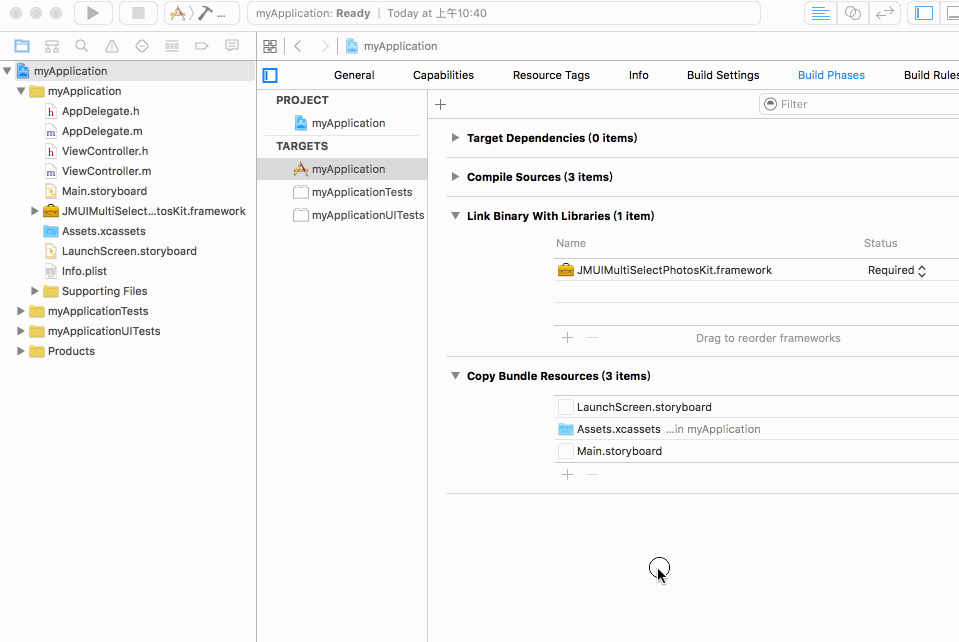 myApplication: Ready | Today at 上午10:40
myApplication
General Capabilities Resource Tags Info Build Settings Build Phases Build Rules
myApplication
myApplication
AppDelegate.h
AppDelegate.m
ViewController.h
ViewController.m
Main.storyboard
JMUIMultiSelect...tosKit.framework
Assets.xcassets
LaunchScreen.storyboard
Info.plist
Supporting Files
myApplicationTests
myApplicationUITests
Products
PROJECT
myApplication
TARGETS
myApplication
myApplicationTests
myApplicationUITests
Filter
Target Dependencies (0 items)
Compile Sources (3 items)
Link Binary With Libraries (1 item)
Name Status
JMUIMultiSelectPhotosKit.framework Required
Drag to reorder frameworks
Copy Bundle Resources (3 items)
LaunchScreen.storyboard
Assets.xcassets ...in myApplication
Main.storyboard